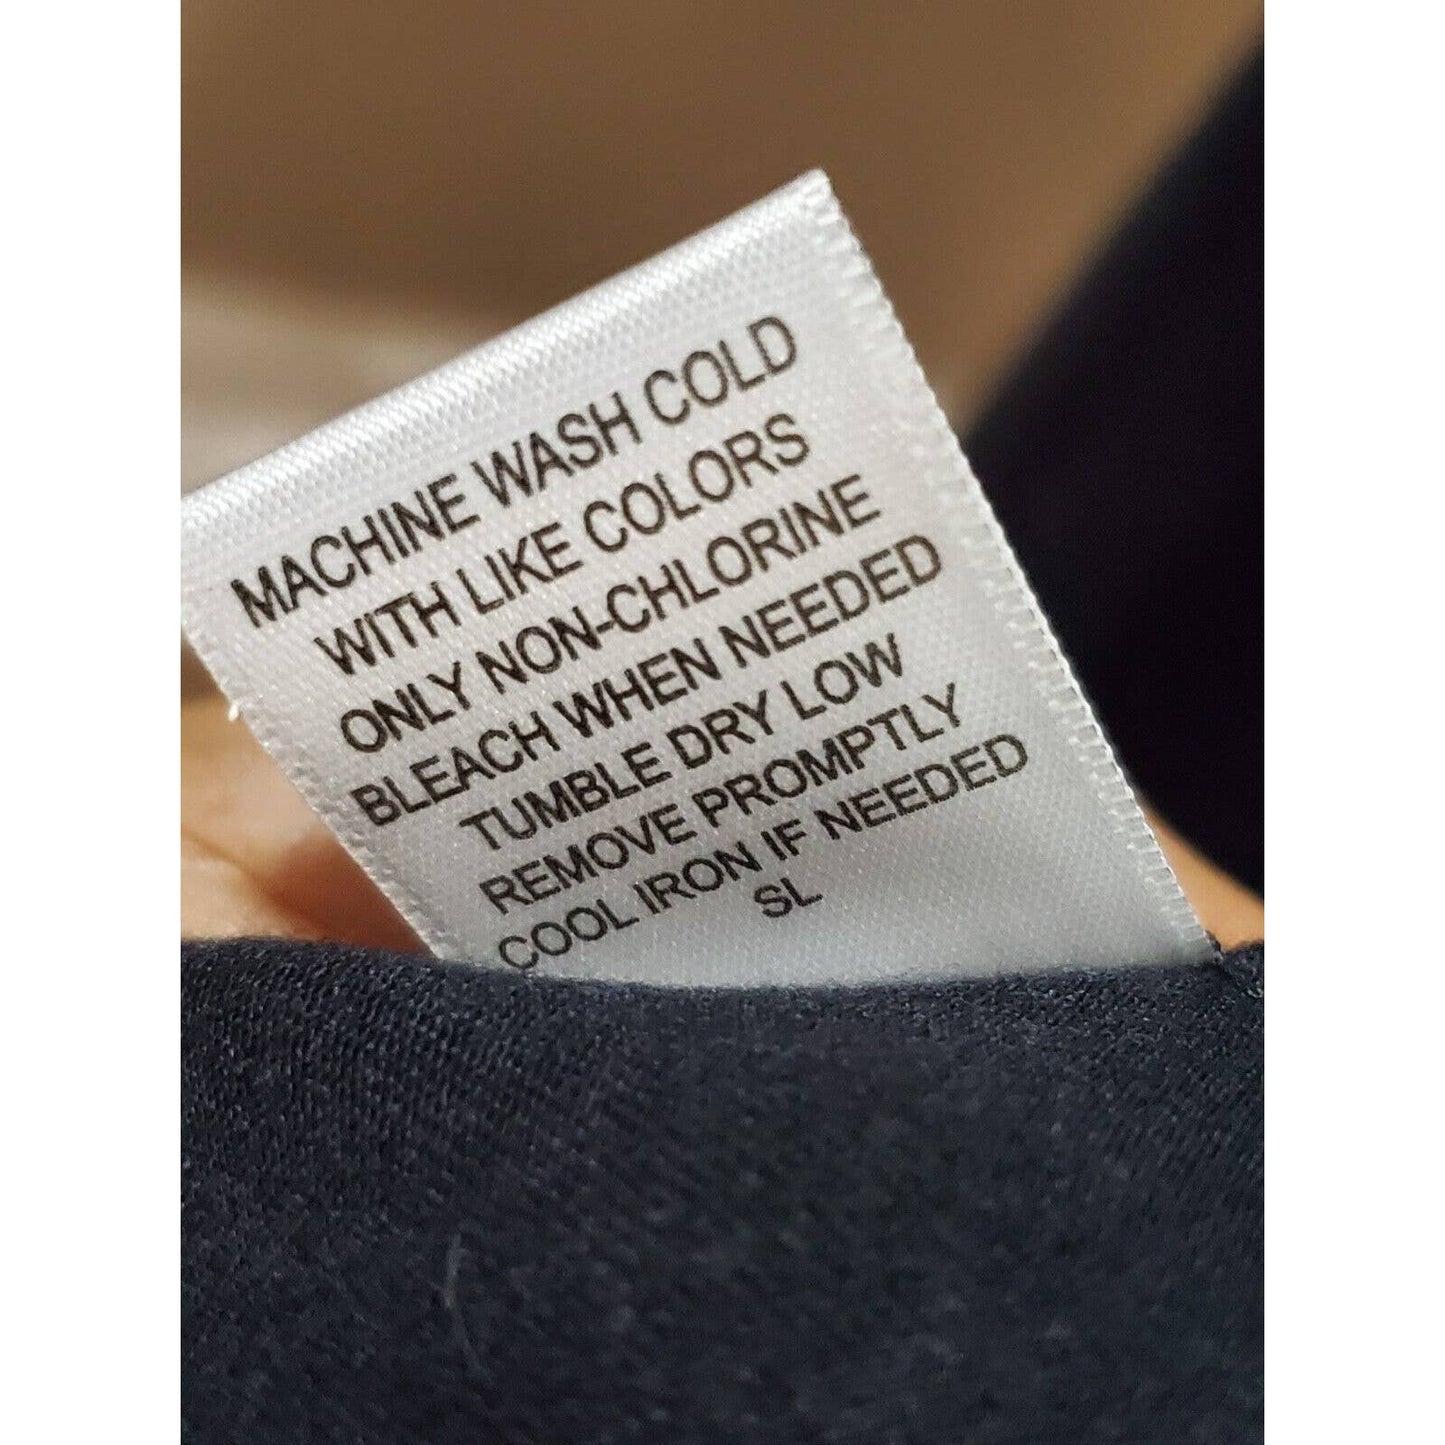 MACHINE WASH COLD
WITH LIKE COLORS
ONLY NON-CHLORINE
BLEACH WHEN NEEDED
TUMBLE DRY LOW
REMOVE PROMPTLY
COOL IRON IF NEEDED
SL